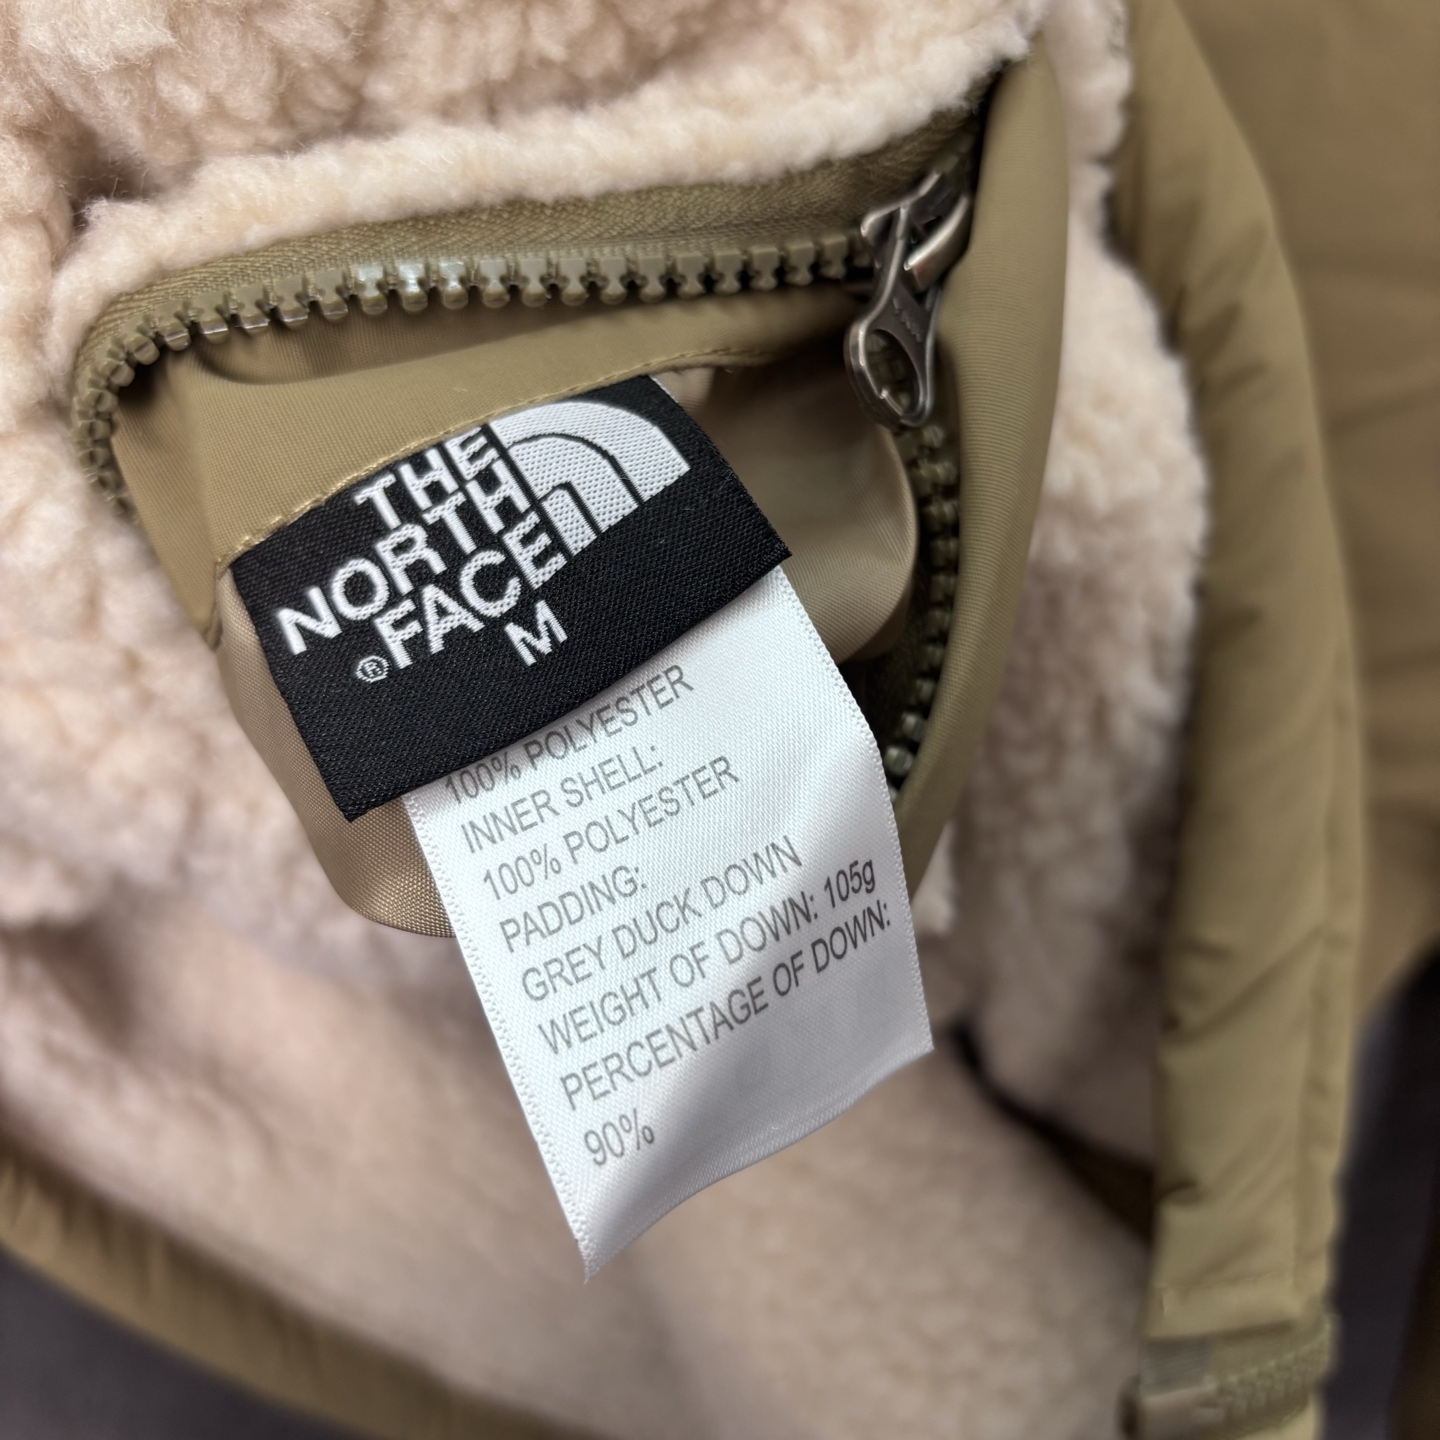 THE
NORTH
FACE
®
M
100% POLYESTER
INNER SHELL:
100% POLYESTER
PADDING:
GREY DUCK DOWN
WEIGHT OF DOWN: 105g
PERCENTAGE OF DOWN:
90%